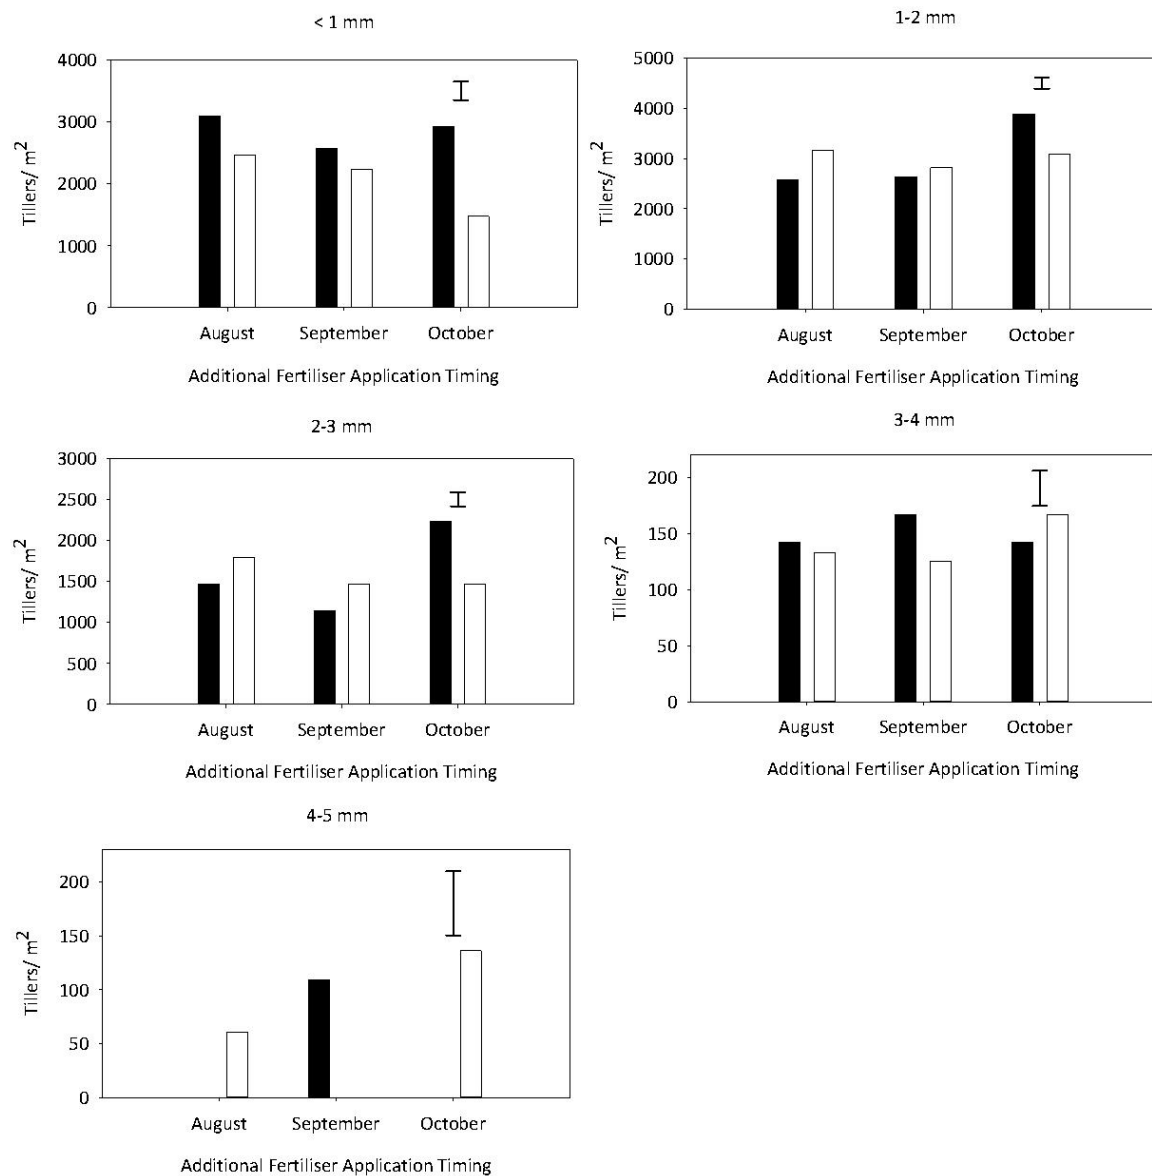 < 1 mm
4000
3000
2000
1000
0
Tillers/ m2
August September October
Additional Fertiliser Application Timing
1-2 mm
5000
4000
3000
2000
1000
0
Tillers/ m2
August September October
Additional Fertiliser Application Timing
2-3 mm
3000
2500
2000
1500
1000
500
0
Tillers/ m2
August September October
Additional Fertiliser Application Timing
3-4 mm
200
150
100
50
0
Tillers/ m2
August September October
Additional Fertiliser Application Timing
4-5 mm
200
150
100
50
0
Tillers/ m2
August September October
Additional Fertiliser Application Timing